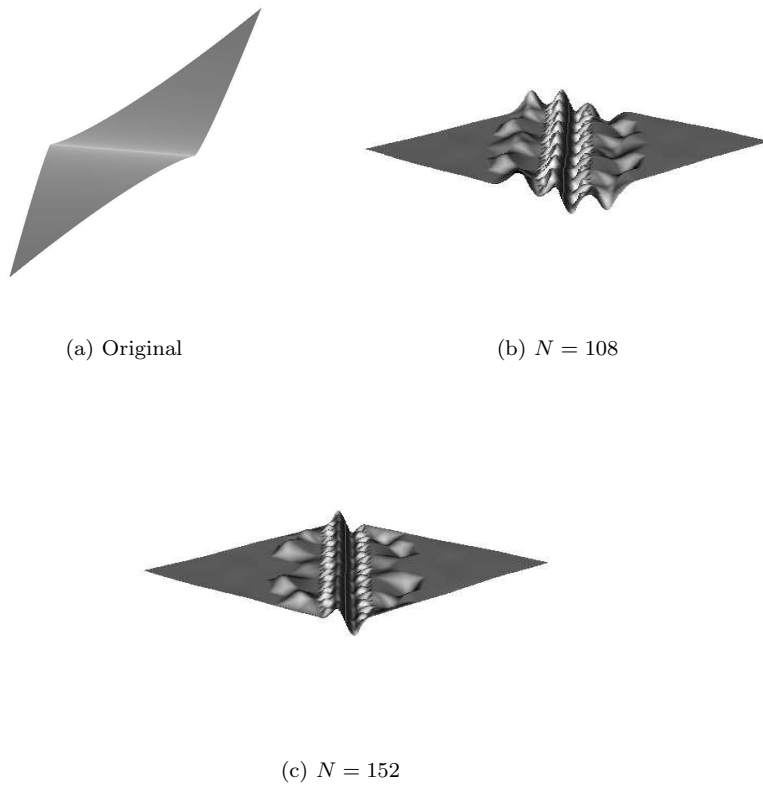 (a) Original
(b) N = 108
(c) N = 152